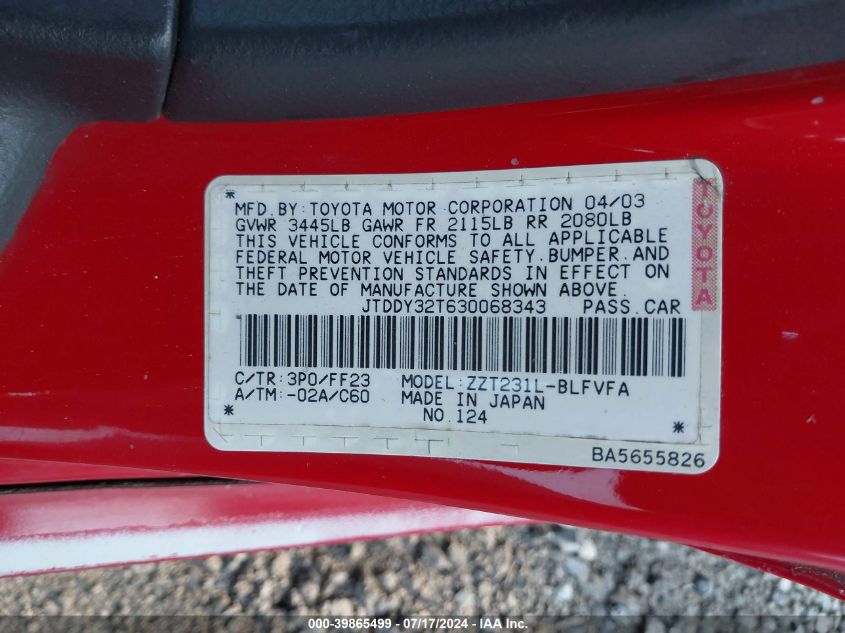 * MFD. BY: TOYOTA MOTOR CORPORATION 04/03
GVWR 3445LB GAWR FR 2115LB RR 2080LB
THIS VEHICLE CONFORMS TO ALL APPLICABLE
FEDERAL MOTOR VEHICLE SAFETY, BUMPER, AND
THEFT PREVENTION STANDARDS IN EFFECT ON
THE DATE OF MANUFACTURE SHOWN ABOVE.
JTDDY32T630068343 PASS. CAR
C/TR: 3P0/FF23 MODEL: ZZT231L-BLFVFA
A/TM: -02A/C60 MADE IN JAPAN
* NO. 124 *
BA5655826
TOYOTA
000-39865499 - 07/17/2024 - IAA Inc.